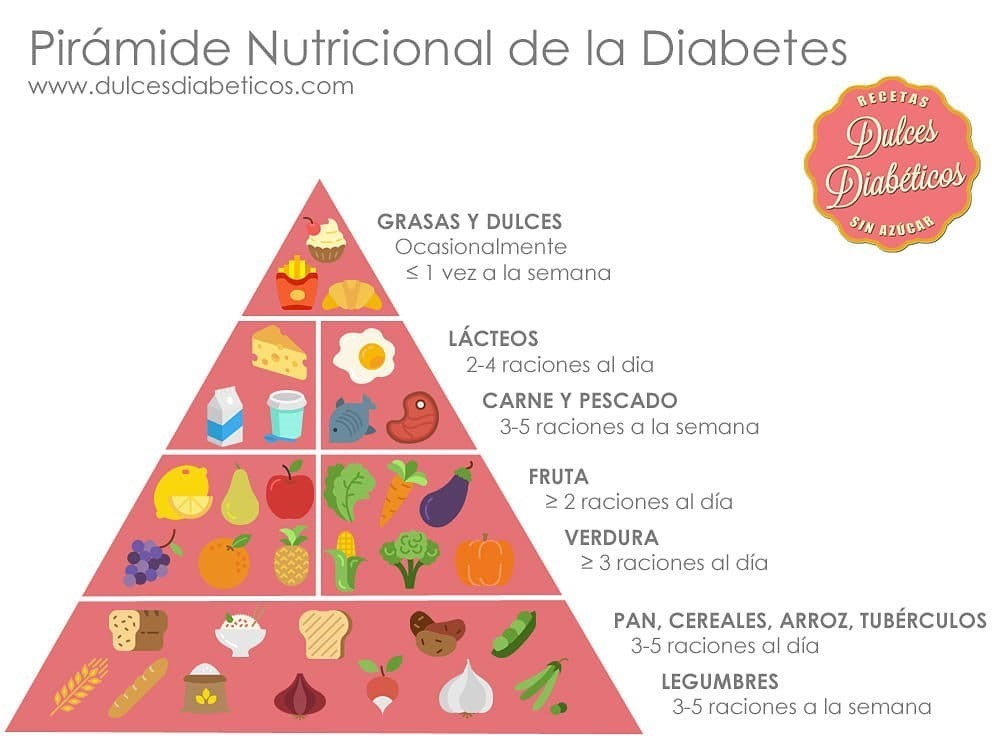 Pirámide Nutricional de la Diabetes
www.dulcesdiabeticos.com
RECETAS
Dulces
Diabéticos
SIN AZÚCAR
GRASAS Y DULCES
Ocasionalmente
≤ 1 vez a la semana
LÁCTEOS
2-4 raciones al dia
CARNE Y PESCADO
3-5 raciones a la semana
FRUTA
≥ 2 raciones al día
VERDURA
≥ 3 raciones al día
PAN, CEREALES, ARROZ, TUBÉRCULOS
3-5 raciones al día
LEGUMBRES
3-5 raciones a la semana